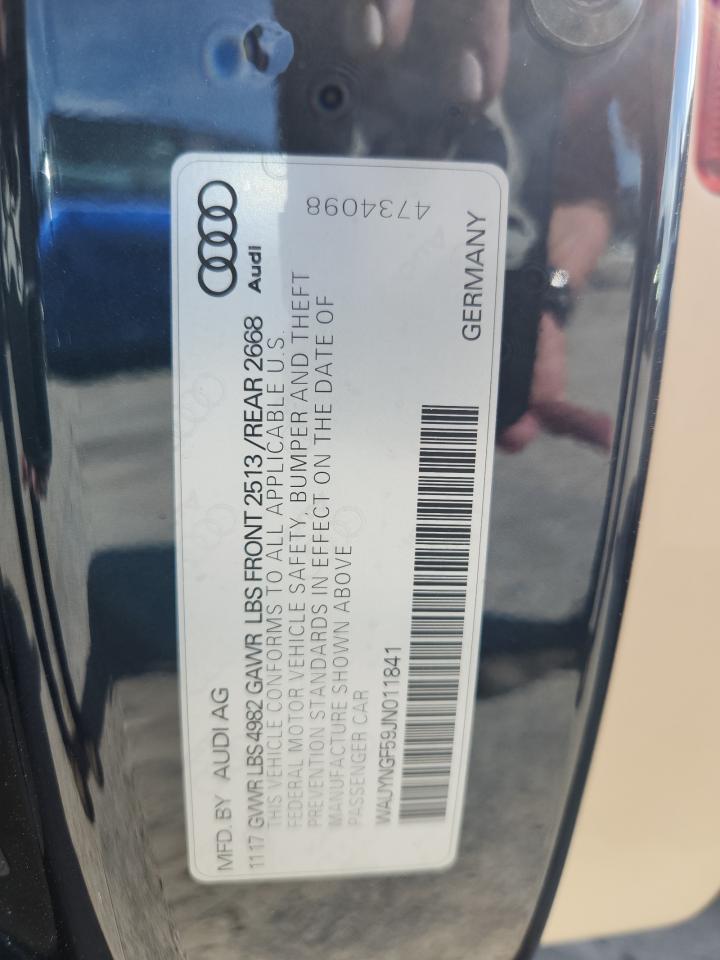 MFD. BY AUDI AG
Audi
11 17 GVWR LBS 4982 GAWR LBS FRONT 2513 /REAR 2668
THIS VEHICLE CONFORMS TO ALL APPLICABLE U.S.
FEDERAL MOTOR VEHICLE SAFETY, BUMPER AND THEFT
PREVENTION STANDARDS IN EFFECT ON THE DATE OF
MANUFACTURE SHOWN ABOVE
PASSENGER CAR
WAUYNGF59JN011841
GERMANY
4734098